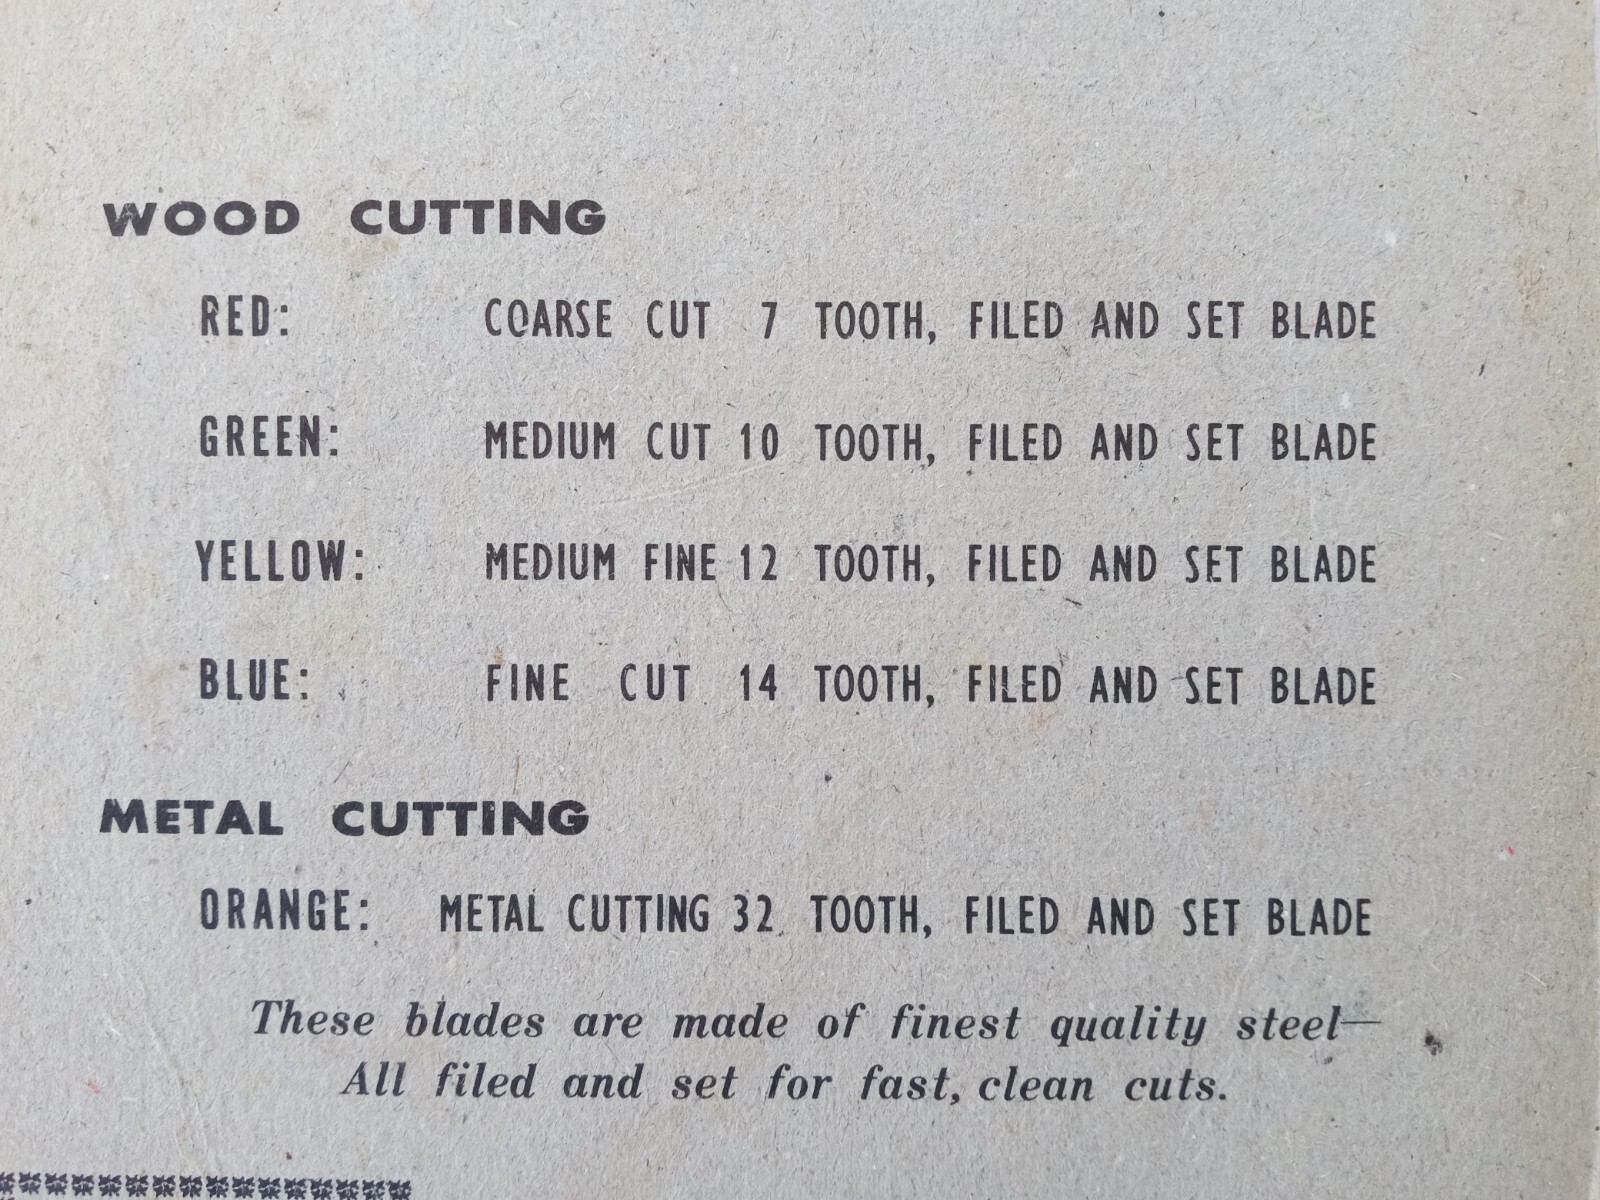 WOOD CUTTING
RED: COARSE CUT 7 TOOTH, FILED AND SET BLADE
GREEN: MEDIUM CUT 10 TOOTH, FILED AND SET BLADE
YELLOW: MEDIUM FINE 12 TOOTH, FILED AND SET BLADE
BLUE: FINE CUT 14 TOOTH, FILED AND SET BLADE
METAL CUTTING
ORANGE: METAL CUTTING 32 TOOTH, FILED AND SET BLADE
These blades are made of finest quality steel—
All filed and set for fast, clean cuts.